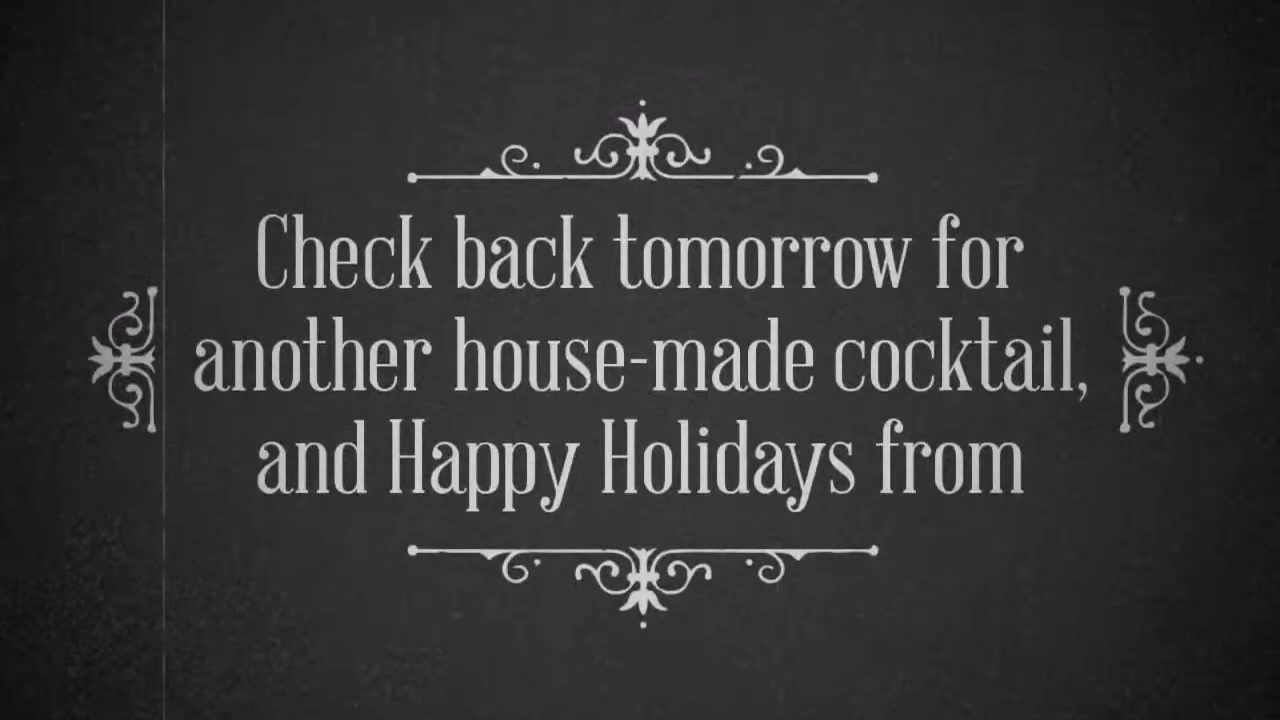 Check back tomorrow for
another house-made cocktail,
and Happy Holidays from